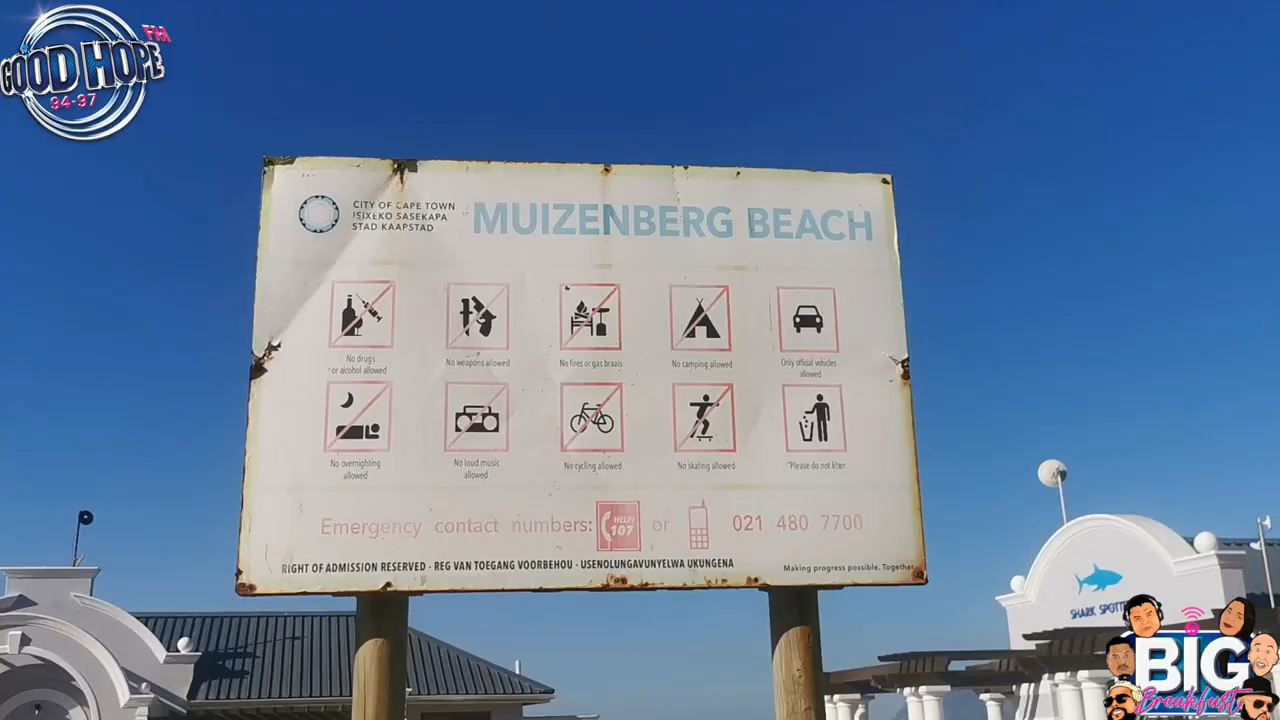 GOOD HOPE FM
94-97
CITY OF CAPE TOWN
ISIXEKO SASEKAPA
STAD KAAPSTAD
MUIZENBERG BEACH
No drugs
or alcohol allowed
No weapons allowed
No fires or gas braais
No camping allowed
Only official vehicles
allowed
No overnighting
allowed
No loud music
allowed
No cycling allowed
No skating allowed
Please do not litter
Emergency contact numbers: HELP! 107 or 021 480 7700
RIGHT OF ADMISSION RESERVED - REG VAN TOEGANG VOORBEHOU - USENOLUNGAVUNYELWA UKUNGENA
Making progress possible. Together.
SHARK
BIG
Breakfast